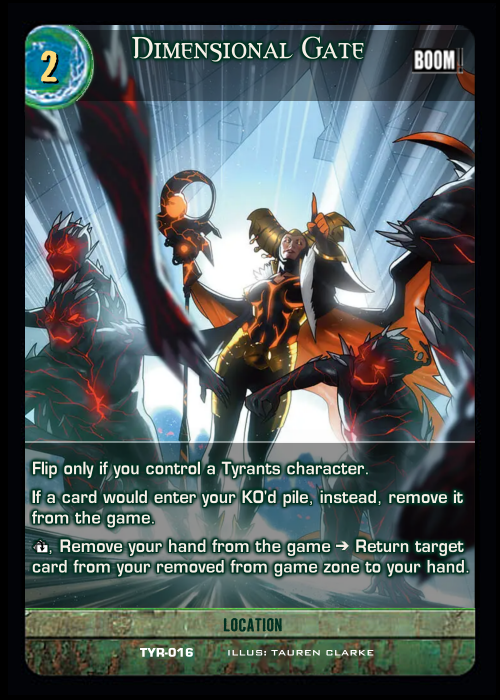 2
Dimensional Gate
BOOM!!
Flip only if you control a Tyrants character.
If a card would enter your KO'd pile, instead, remove it
from the game.
, Remove your hand from the game ➔ Return target
card from your removed from game zone to your hand.
LOCATION
TYR-016 ILLUS: TAUREN CLARKE